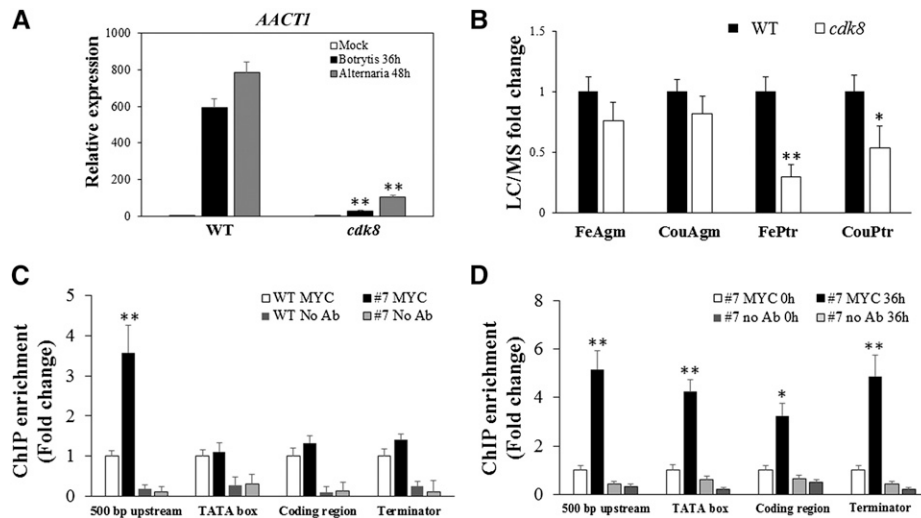 A
AACT1
Relative expression
1000
800
600
400
200
0
Mock
Botrytis 36h
Alternaria 48h
** **
WT cdk8
B
WT cdk8
LC/MS fold change
1.5
1
0.5
0
** *
FeAgm CouAgm FePtr CouPtr
C
ChIP enrichment
(Fold change)
5
4
3
2
1
0
WT MYC #7 MYC
WT No Ab #7 No Ab
**
500 bp upstream TATA box Coding region Terminator
D
ChIP enrichment
(Fold change)
8
6
4
2
0
#7 MYC 0h #7 MYC 36h
#7 no Ab 0h #7 no Ab 36h
** ** * **
500 bp upstream TATA box Coding region Terminator